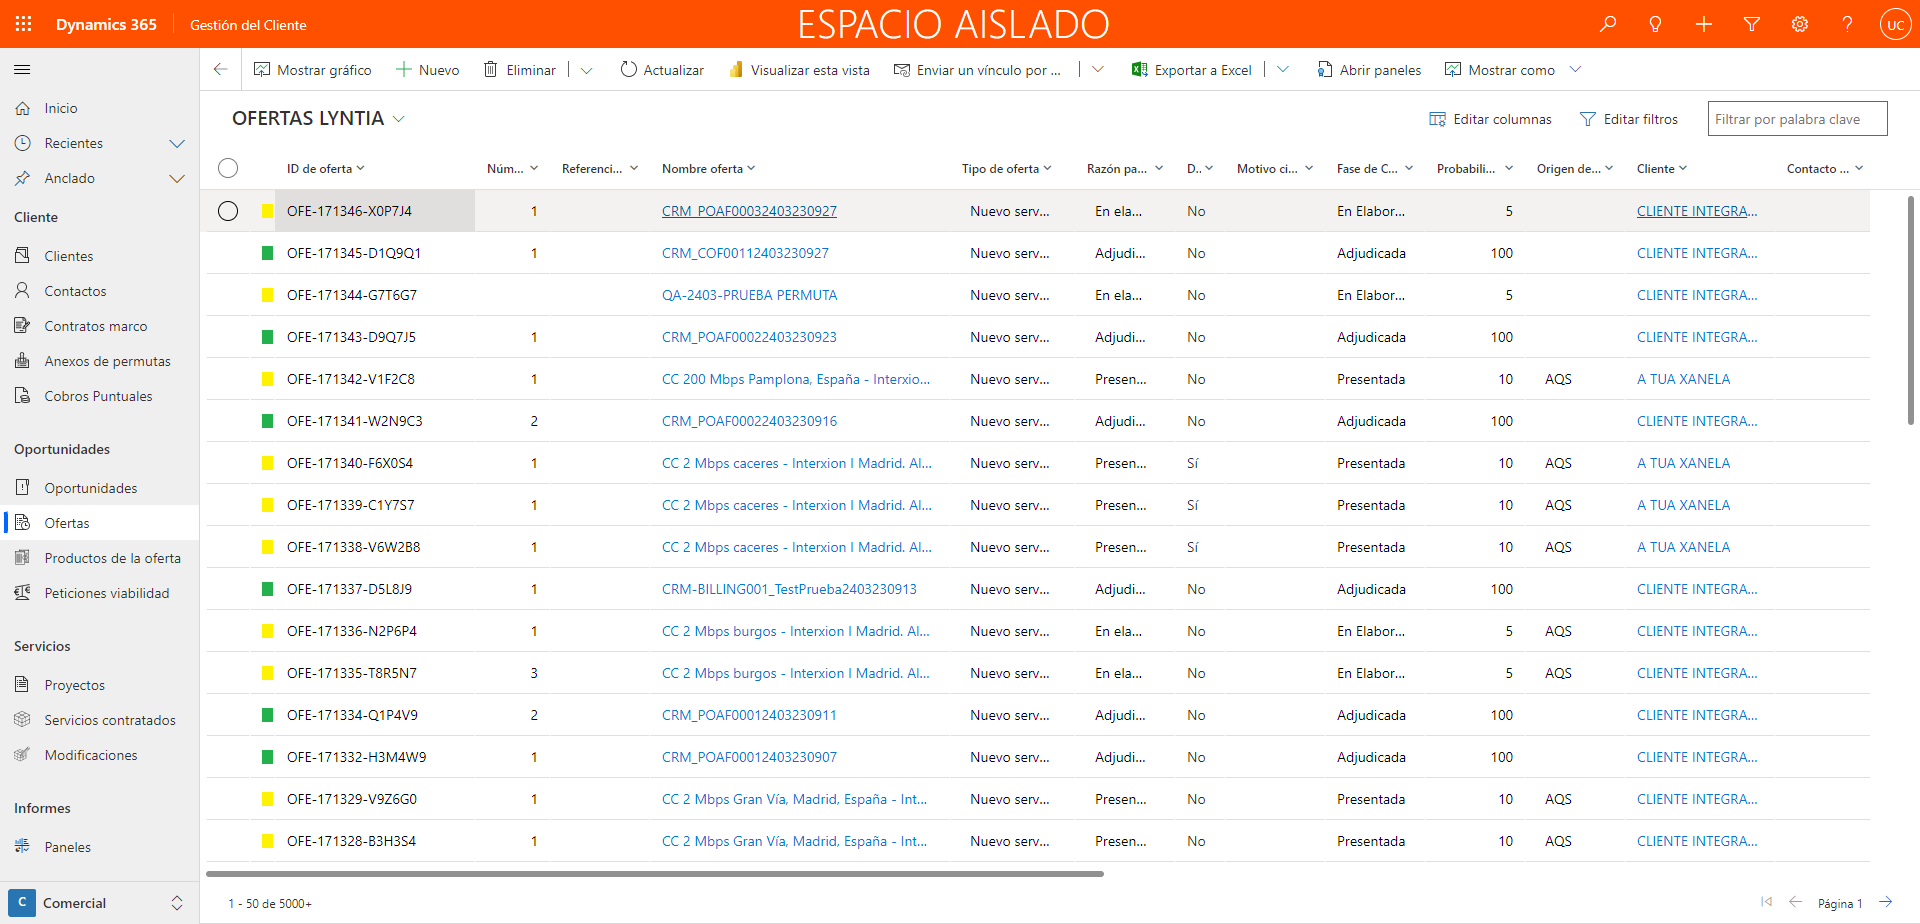 Dynamics 365 Gestión del Cliente ESPACIO AISLADO UC
Mostrar gráfico Nuevo Eliminar Actualizar Visualizar esta vista Enviar un vínculo por ... Exportar a Excel Abrir paneles Mostrar como
Inicio
Recientes
Anclado
Cliente
Clientes
Contactos
Contratos marco
Anexos de permutas
Cobros Puntuales
Oportunidades
Oportunidades
Ofertas
Productos de la oferta
Peticiones viabilidad
Servicios
Proyectos
Servicios contratados
Modificaciones
Informes
Paneles
C Comercial
OFERTAS LYNTIA Editar columnas Editar filtros Filtrar por palabra clave
ID de oferta Núm... Referenci... Nombre oferta Tipo de oferta Razón pa... D.. Motivo ci... Fase de C... Probabili... Origen de... Cliente Contacto ...
OFE-171346-X0P7J4 1 CRM_POAF00032403230927 Nuevo serv... En ela... No En Elabor... 5 CLIENTE INTEGRA...
OFE-171345-D1Q9Q1 1 CRM_COF00112403230927 Nuevo serv... Adjudi... No Adjudicada 100 CLIENTE INTEGRA...
OFE-171344-G7T6G7 QA-2403-PRUEBA PERMUTA Nuevo serv... En ela... No En Elabor... 5 CLIENTE INTEGRA...
OFE-171343-D9Q7J5 1 CRM_POAF00022403230923 Nuevo serv... Adjudi... No Adjudicada 100 CLIENTE INTEGRA...
OFE-171342-V1F2C8 1 CC 200 Mbps Pamplona, España - Interxio... Nuevo serv... Presen... No Presentada 10 AQS A TUA XANELA
OFE-171341-W2N9C3 2 CRM_POAF00022403230916 Nuevo serv... Adjudi... No Adjudicada 100 CLIENTE INTEGRA...
OFE-171340-F6X0S4 1 CC 2 Mbps caceres - Interxion I Madrid. Al... Nuevo serv... Presen... Sí Presentada 10 AQS A TUA XANELA
OFE-171339-C1Y7S7 1 CC 2 Mbps caceres - Interxion I Madrid. Al... Nuevo serv... Presen... Sí Presentada 10 AQS A TUA XANELA
OFE-171338-V6W2B8 1 CC 2 Mbps caceres - Interxion I Madrid. Al... Nuevo serv... Presen... Sí Presentada 10 AQS A TUA XANELA
OFE-171337-D5L8J9 1 CRM-BILLING001_TestPrueba2403230913 Nuevo serv... Adjudi... No Adjudicada 100 CLIENTE INTEGRA...
OFE-171336-N2P6P4 1 CC 2 Mbps burgos - Interxion I Madrid. Al... Nuevo serv... En ela... No En Elabor... 5 AQS CLIENTE INTEGRA...
OFE-171335-T8R5N7 3 CC 2 Mbps burgos - Interxion I Madrid. Al... Nuevo serv... En ela... No En Elabor... 5 AQS CLIENTE INTEGRA...
OFE-171334-Q1P4V9 2 CRM_POAF00012403230911 Nuevo serv... Adjudi... No Adjudicada 100 CLIENTE INTEGRA...
OFE-171332-H3M4W9 1 CRM_POAF00012403230907 Nuevo serv... Adjudi... No Adjudicada 100 CLIENTE INTEGRA...
OFE-171329-V9Z6G0 1 CC 2 Mbps Gran Vía, Madrid, España - Int... Nuevo serv... Presen... No Presentada 10 AQS CLIENTE INTEGRA...
OFE-171328-B3H3S4 1 CC 2 Mbps Gran Vía, Madrid, España - Int... Nuevo serv... Presen... No Presentada 10 AQS CLIENTE INTEGRA...
1 - 50 de 5000+ Página 1